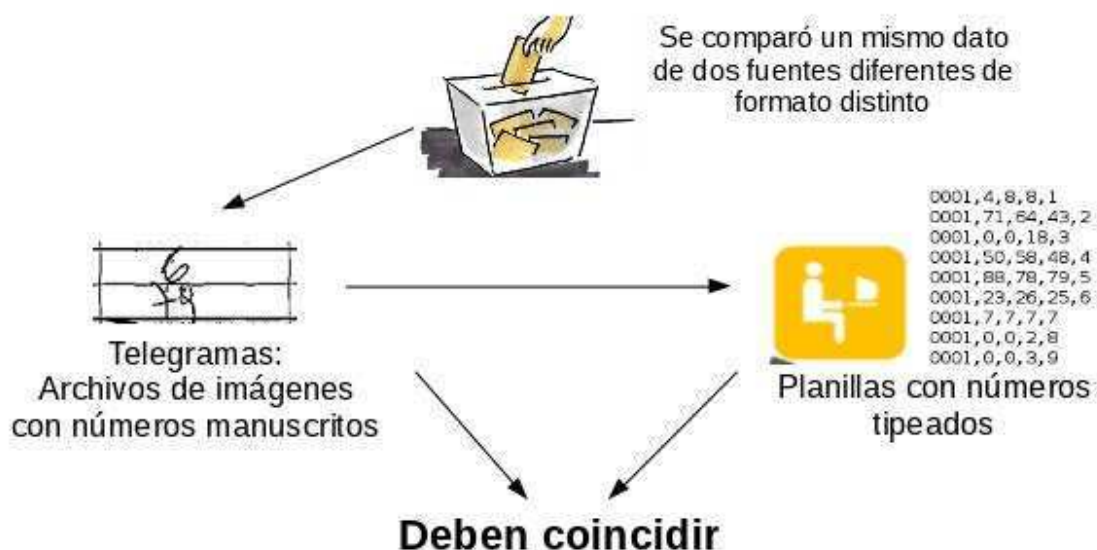 Se comparó un mismo dato
de dos fuentes diferentes de
formato distinto
0001,4,8,8,1
0001,71,64,43,2
0001,0,0,18,3
0001,50,58,48,4
0001,88,78,79,5
0001,23,26,25,6
0001,7,7,7,7
0001,0,0,2,8
0001,0,0,3,9
6
Telegramas:
Archivos de imágenes
con números manuscritos
Planillas con números
tipeados
Deben coincidir